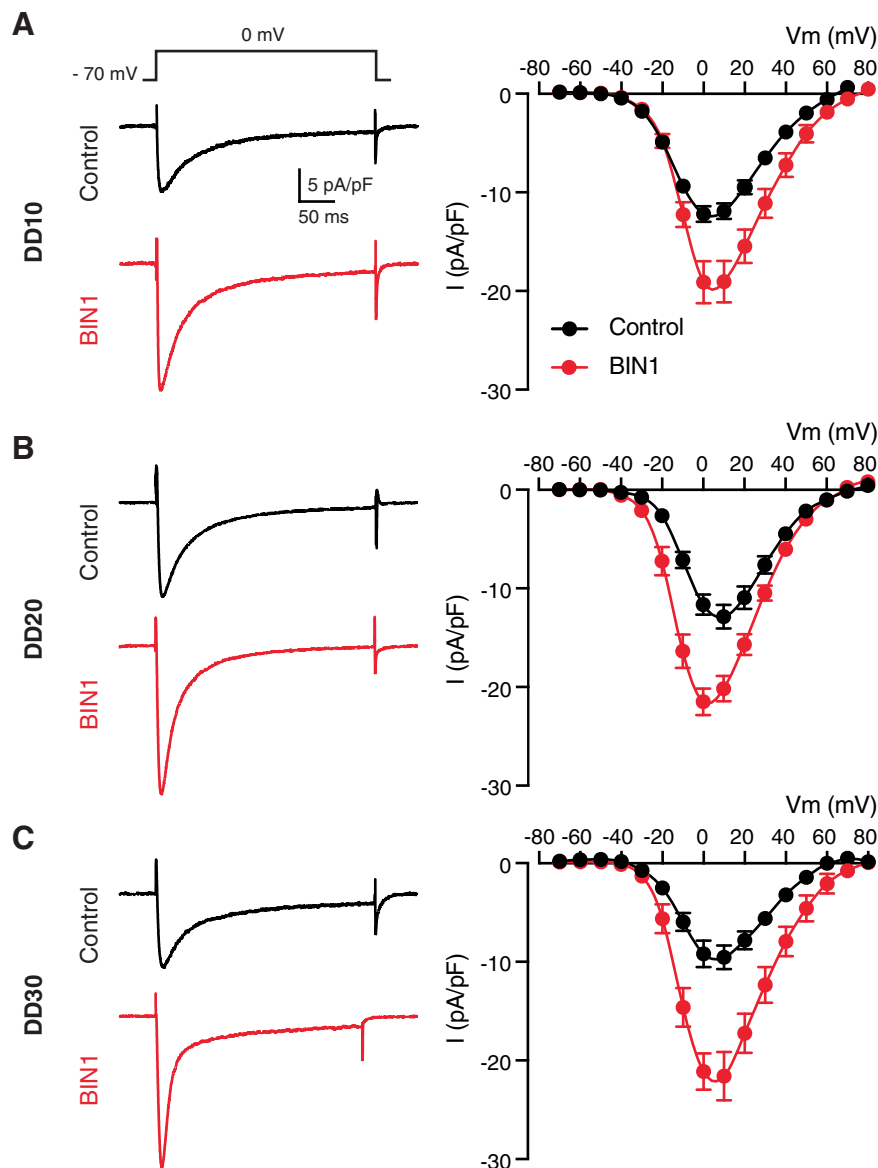 A
0 mV
- 70 mV
Control
5 pA/pF
50 ms
DD10
BIN1
Vm (mV)
-80 -60 -40 -20 0 20 40 60 80
0
-10
-20
-30
I (pA/pF)
Control
BIN1
B
Control
DD20
BIN1
Vm (mV)
-80 -60 -40 -20 0 20 40 60 80
0
-10
-20
-30
I (pA/pF)
C
Control
DD30
BIN1
Vm (mV)
-80 -60 -40 -20 0 20 40 60 80
0
-10
-20
-30
I (pA/pF)